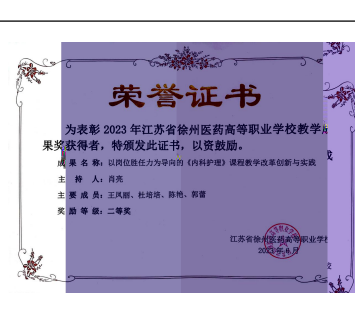 荣誉证书
为表彰 2023 年江苏省徐州医药高等职业学校教学成
果奖获得者，特颁发此证书，以资鼓励。
成 果 名 称：以岗位胜任力为导向的《内科护理》课程教学改革创新与实践
主 持 人：肖亮
主 要 成 员：王凤丽、杜培培、陈艳、郭蕾
奖 励 等 级：二等奖
江苏省徐州医药高等职业学校
2023年